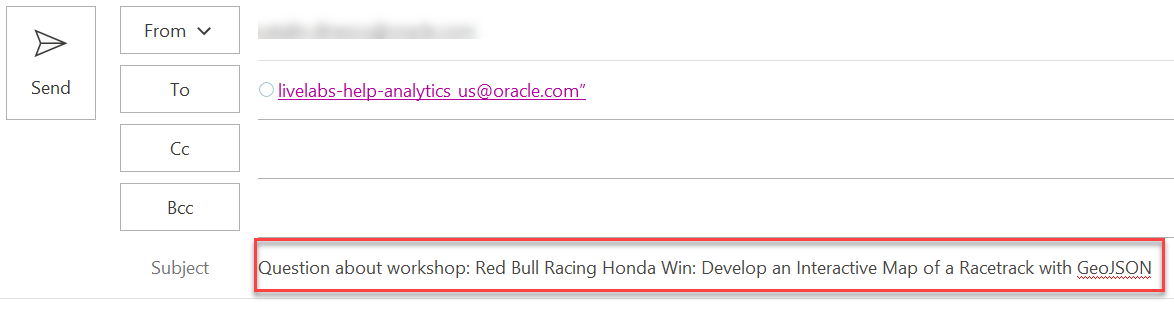 From
Send
To
livelabs-help-analytics_us@oracle.com”
Cc
Bcc
Subject
Question about workshop: Red Bull Racing Honda Win: Develop an Interactive Map of a Racetrack with GeoJSON